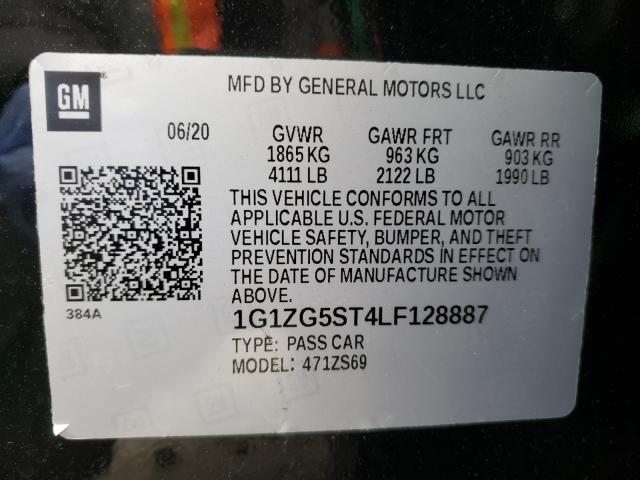 GM
MFD BY GENERAL MOTORS LLC
06/20 GVWR GAWR FRT GAWR RR
1865 KG 963 KG 903 KG
4111 LB 2122 LB 1990 LB
THIS VEHICLE CONFORMS TO ALL
APPLICABLE U.S. FEDERAL MOTOR
VEHICLE SAFETY, BUMPER, AND THEFT
PREVENTION STANDARDS IN EFFECT ON
THE DATE OF MANUFACTURE SHOWN
ABOVE.
384A
1G1ZG5ST4LF128887
TYPE: PASS CAR
MODEL: 471ZS69